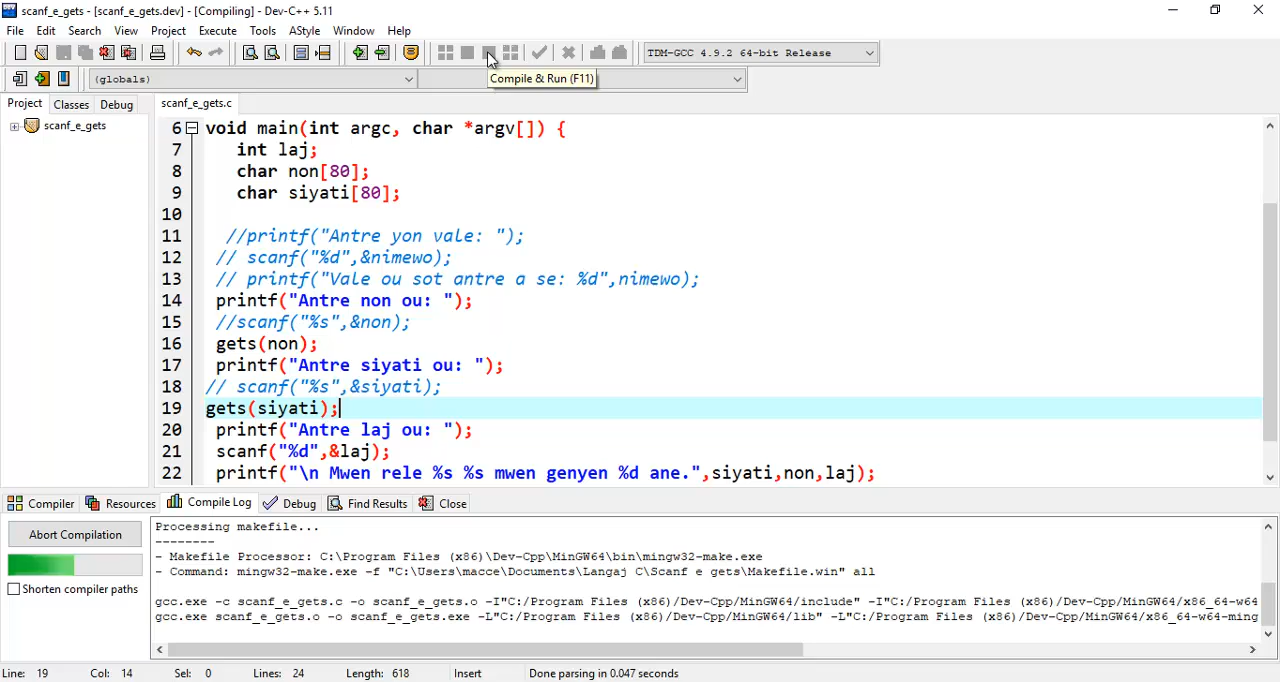 scanf_e_gets - [scanf_e_gets.dev] - [Compiling] - Dev-C++ 5.11
File Edit Search View Project Execute Tools AStyle Window Help
TDM-GCC 4.9.2 64-bit Release
(globals)
Compile & Run (F11)
Project Classes Debug
scanf_e_gets.c
scanf_e_gets
6 void main(int argc, char *argv[]) {
7 int laj;
8 char non[80];
9 char siyati[80];
10
11 //printf("Antre yon vale: ");
12 // scanf("%d",&nimewo);
13 // printf("Vale ou sot antre a se: %d",nimewo);
14 printf("Antre non ou: ");
15 //scanf("%s",&non);
16 gets(non);
17 printf("Antre siyati ou: ");
18 // scanf("%s",&siyati);
19 gets(siyati);
20 printf("Antre laj ou: ");
21 scanf("%d",&laj);
22 printf("\n Mwen rele %s %s mwen genyen %d ane.",siyati,non,laj);
Compiler Resources Compile Log Debug Find Results Close
Abort Compilation
Shorten compiler paths
Processing makefile...
--------
- Makefile Processor: C:\Program Files (x86)\Dev-Cpp\MinGW64\bin\mingw32-make.exe
- Command: mingw32-make.exe -f "C:\Users\macce\Documents\Langaj C\Scanf e gets\Makefile.win" all
gcc.exe -c scanf_e_gets.c -o scanf_e_gets.o -I"C:/Program Files (x86)/Dev-Cpp/MinGW64/include" -I"C:/Program Files (x86)/Dev-Cpp/MinGW64/x86_64-w64
gcc.exe scanf_e_gets.o -o scanf_e_gets.exe -L"C:/Program Files (x86)/Dev-Cpp/MinGW64/lib" -L"C:/Program Files (x86)/Dev-Cpp/MinGW64/x86_64-w64-ming
Line: 19 Col: 14 Sel: 0 Lines: 24 Length: 618 Insert Done parsing in 0.047 seconds